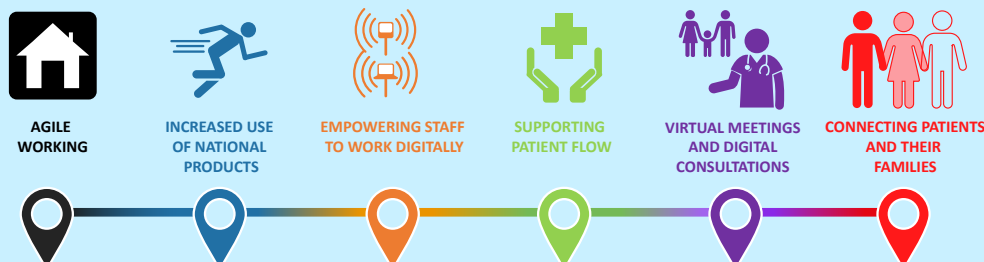 AGILE
WORKING
INCREASED USE
OF NATIONAL
PRODUCTS
EMPOWERING STAFF
TO WORK DIGITALLY
SUPPORTING
PATIENT FLOW
VIRTUAL MEETINGS
AND DIGITAL
CONSULTATIONS
CONNECTING PATIENTS
AND THEIR
FAMILIES